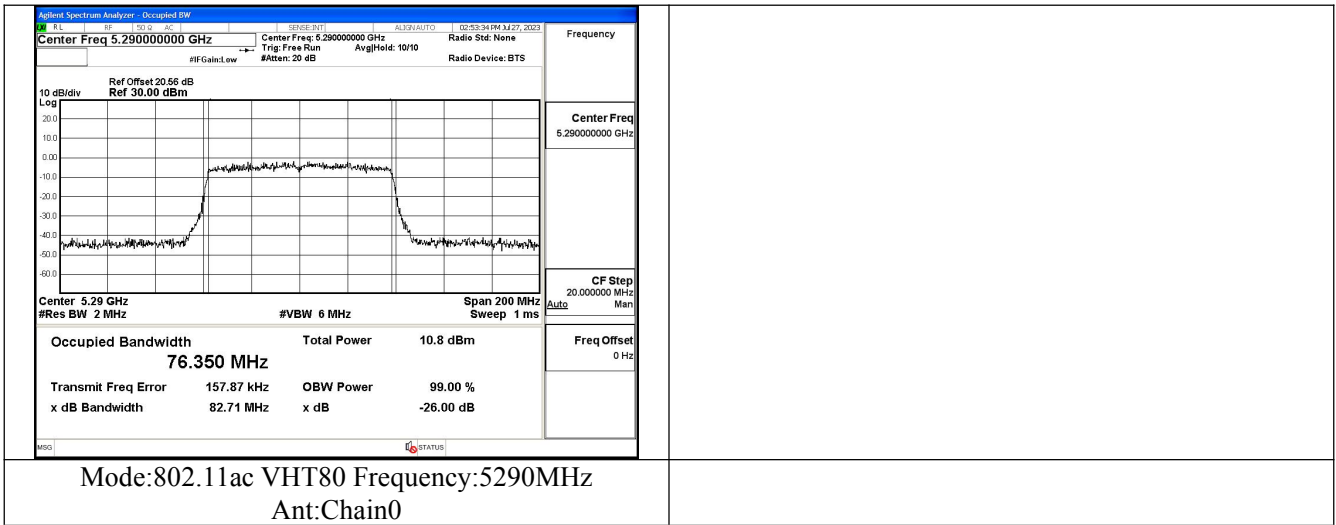 Agilent Spectrum Analyzer - Occupied BW
RL RF 50 Ω AC SENSE:INT ALIGN AUTO 02:53:34 PM Jul 27, 2023
Center Freq 5.290000000 GHz
Center Freq: 5.290000000 GHz
Radio Std: None
Trig: Free Run Avg|Hold: 10/10
#IFGain:Low
#Atten: 20 dB
Radio Device: BTS
Frequency
Ref Offset 20.56 dB
10 dB/div Ref 30.00 dBm
Log
20.0
10.0
0.00
-10.0
-20.0
-30.0
-40.0
-50.0
-60.0
Center Freq
5.290000000 GHz
Center 5.29 GHz Span 200 MHz
#Res BW 2 MHz #VBW 6 MHz Sweep 1 ms
CF Step
20.000000 MHz
Auto Man
Occupied Bandwidth Total Power 10.8 dBm
76.350 MHz
Transmit Freq Error 157.87 kHz OBW Power 99.00 %
x dB Bandwidth 82.71 MHz x dB -26.00 dB
Freq Offset
0 Hz
MSG STATUS
Mode:802.11ac VHT80 Frequency:5290MHz
Ant:Chain0